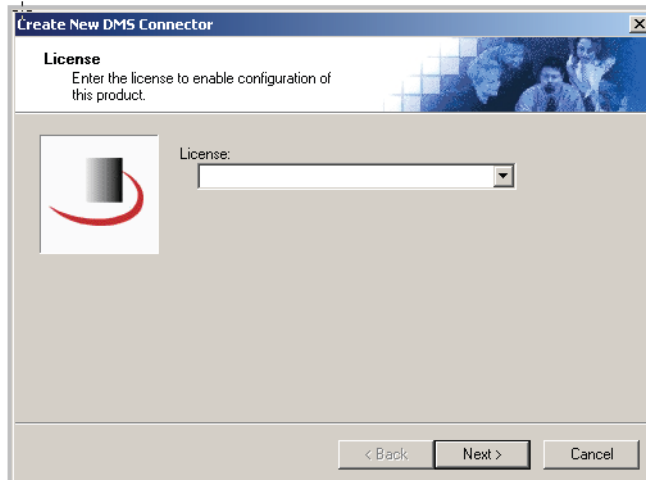 Create New DMS Connector
License
Enter the license to enable configuration of
this product.
License:
< Back
Next >
Cancel